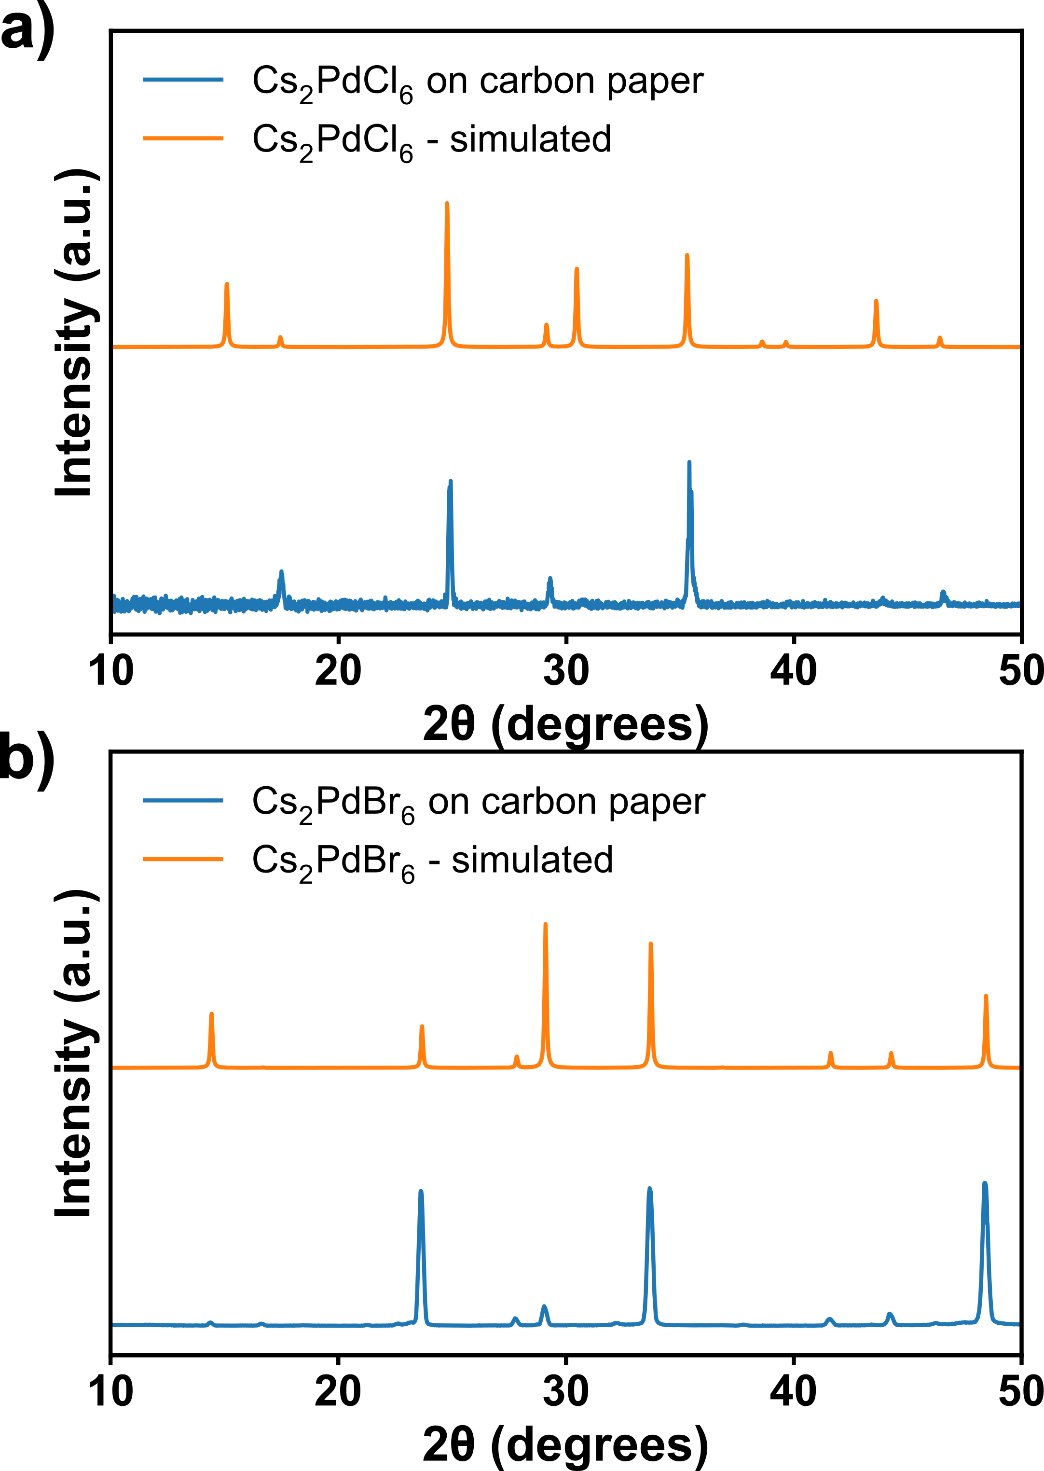 a)
Cs₂PdCl₆ on carbon paper
Cs₂PdCl₆ - simulated
Intensity (a.u.)
10 20 30 40 50
2θ (degrees)
b)
Cs₂PdBr₆ on carbon paper
Cs₂PdBr₆ - simulated
Intensity (a.u.)
10 20 30 40 50
2θ (degrees)